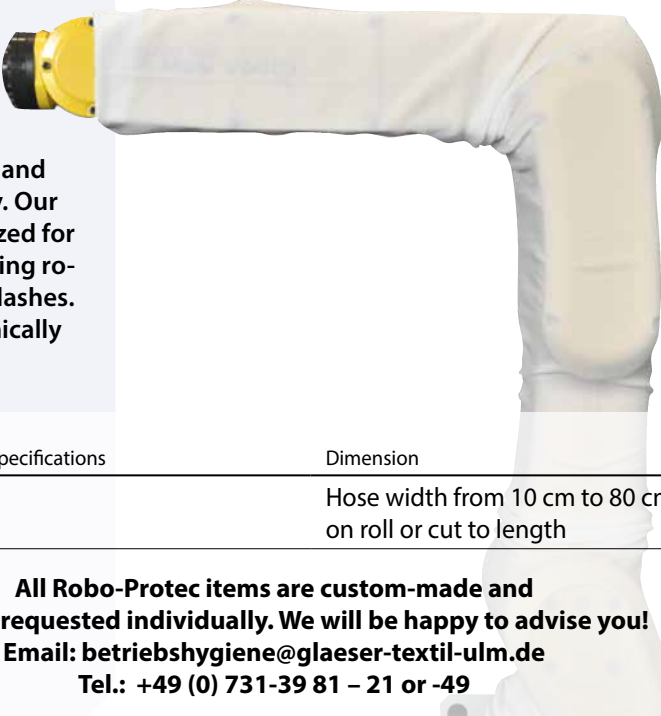 and
. Our
zed for
ing ro-
lashes.
ically
pecifications
Dimension
Hose width from 10 cm to 80 cm
on roll or cut to length
All Robo-Protec items are custom-made and
requested individually. We will be happy to advise you!
Email: betriebshygiene@glaeser-textil-ulm.de
Tel.: +49 (0) 731-39 81 – 21 or -49